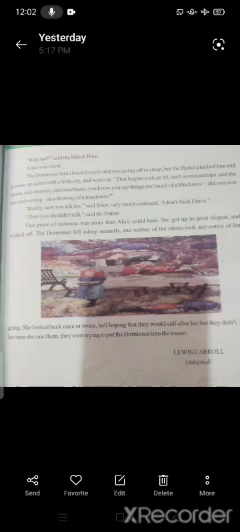 12:02
Yesterday
5:17 PM
"Why not?" said the March Hare.
Alice was silent.
The Dormouse had closed its eyes and was going off to sleep, but the Hatter pinched it and
it woke up again with a little cry, and went on: "That begins with an M, such as mousetraps, and the
moon and memory, and muchness, you know you say things are 'much of a Muchness' – did you ever
see such a thing – as a drawing of a muchness?"
"Really, now you ask me," said Alice, very much confused, "I don't think I know."
"Then you shouldn't talk," said the Hatter.
This piece of rudeness was more than Alice could bear. She got up in great disgust, and
walked off. The Dormouse fell asleep instantly, and neither of the others took any notice of her
going. She looked back once or twice, half hoping that they would call after her but they didn't.
last time she saw them, they were trying to put the Dormouse into the teapot.
LEWIS CARROLL
(Adapted)
Send
Favorite
Edit
Delete
More
XRecorder